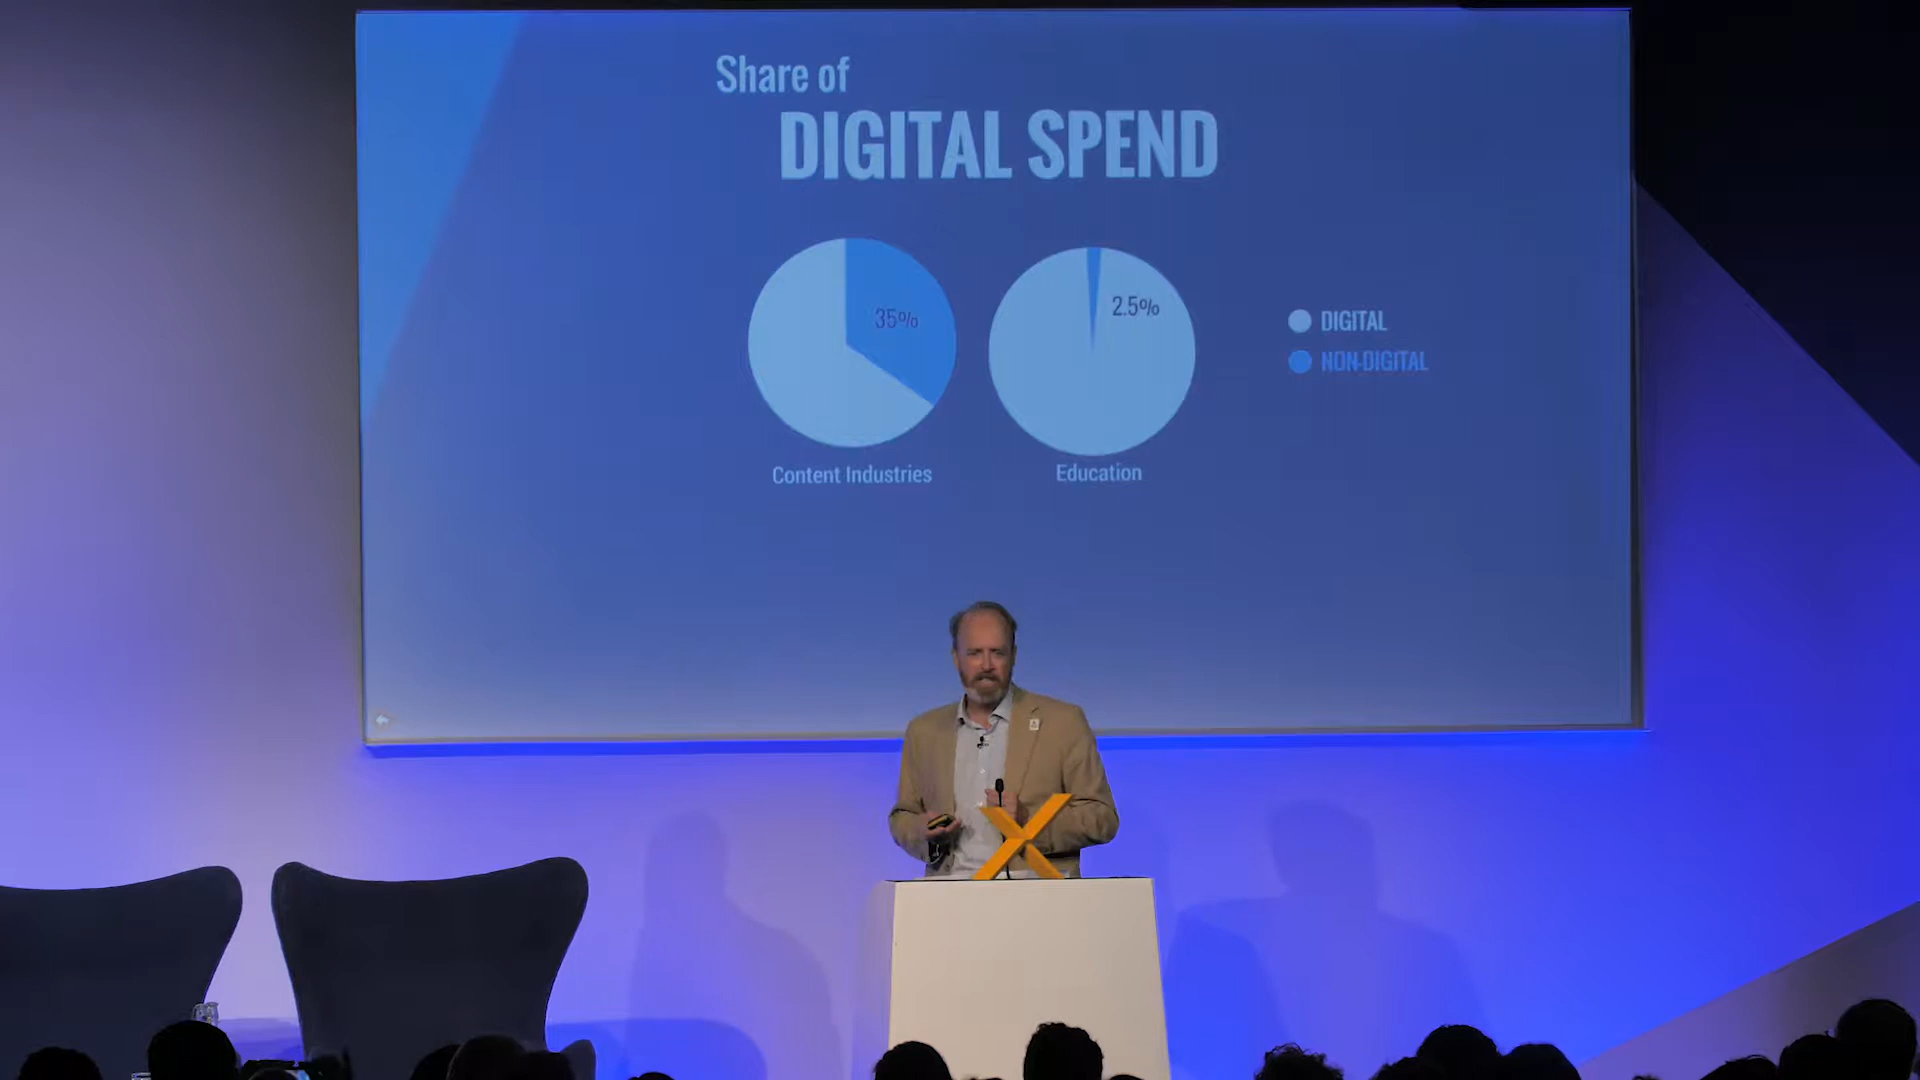 Share of
DIGITAL SPEND
35%
2.5%
DIGITAL
NON-DIGITAL
Content Industries
Education
X